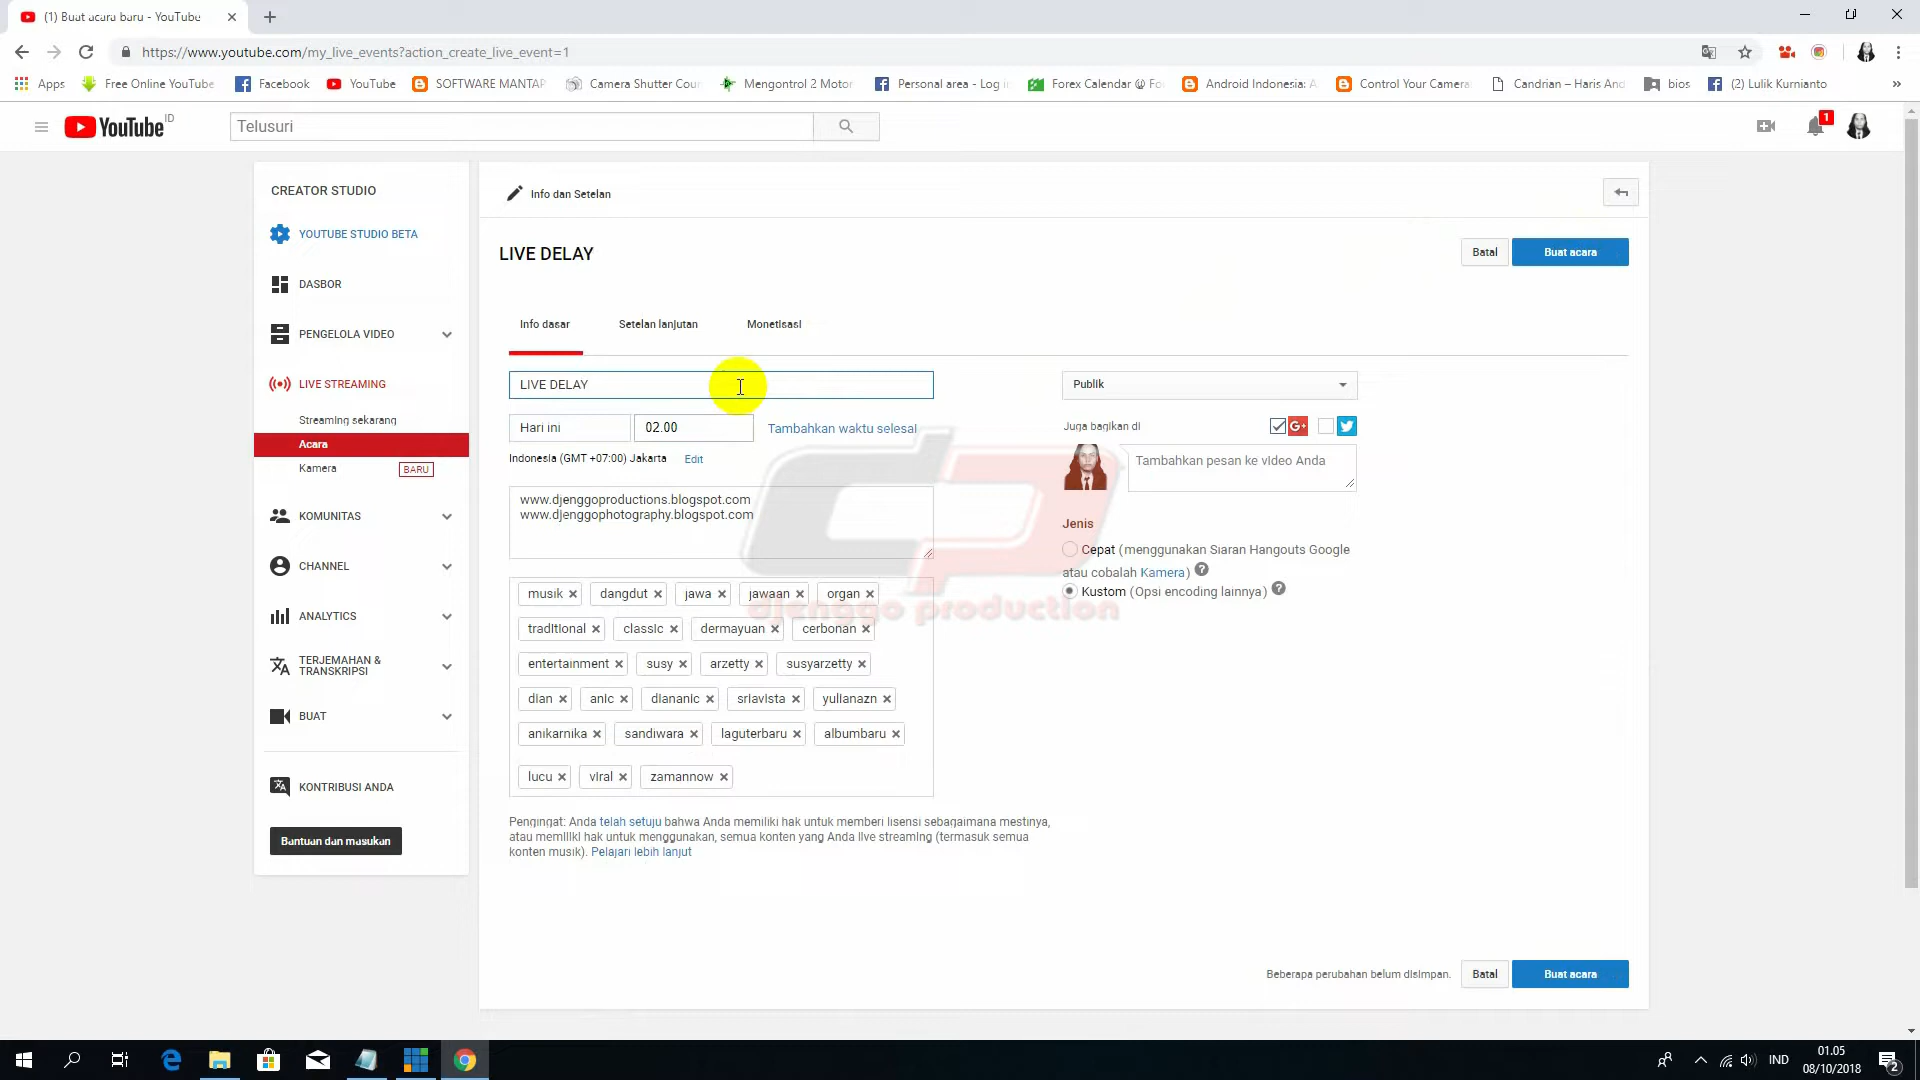 (1) Buat acara baru - YouTube
https://www.youtube.com/my_live_events?action_create_live_event=1
Apps
Free Online YouTube
Facebook
YouTube
SOFTWARE MANTAP
Camera Shutter Cou
Mengontrol 2 Motor
Personal area - Log i
Forex Calendar @ Fo
Android Indonesia: A
Control Your Camera
Candrian – Haris And
bios
(2) Lulik Kurnianto
»
YouTube ID
Telusuri
1
CREATOR STUDIO
YOUTUBE STUDIO BETA
DASBOR
PENGELOLA VIDEO
LIVE STREAMING
Streaming sekarang
Acara
Kamera BARU
KOMUNITAS
CHANNEL
ANALYTICS
TERJEMAHAN &
TRANSKRIPSI
BUAT
KONTRIBUSI ANDA
Bantuan dan masukan
Info dan Setelan
LIVE DELAY
Batal
Buat acara
Info dasar
Setelan lanjutan
Monetisasi
LIVE DELAY
Hari ini
02.00
Tambahkan waktu selesai
Indonesia (GMT +07:00) Jakarta Edit
www.djenggoproductions.blogspot.com
www.djenggophotography.blogspot.com
musik dangdut jawa jawaan organ
traditional classic dermayuan cerbonan
entertainment susy arzetty susyarzetty
dian anic diananic sriavista yulianazn
anikarnika sandiwara laguterbaru albumbaru
lucu viral zamannow
Pengingat: Anda telah setuju bahwa Anda memiliki hak untuk memberi lisensi sebagaimana mestinya,
atau memiliki hak untuk menggunakan, semua konten yang Anda live streaming (termasuk semua
konten musik). Pelajari lebih lanjut
Publik
Juga bagikan di
G+
Tambahkan pesan ke video Anda
Jenis
Cepat (menggunakan Siaran Hangouts Google
atau cobalah Kamera) ?
Kustom (Opsi encoding lainnya) ?
djenggo production
Beberapa perubahan belum disimpan.
Batal
Buat acara
IND
01.05
08/10/2018
2